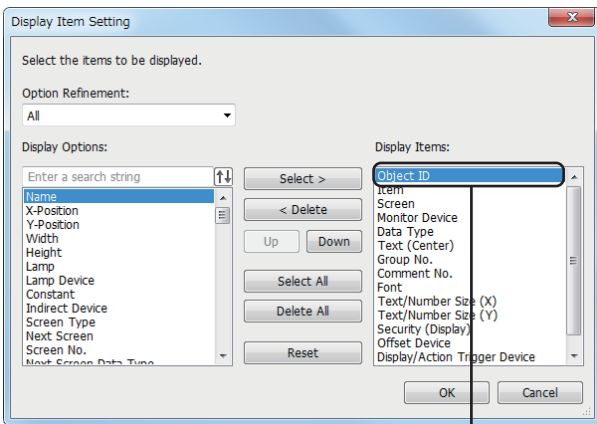 Display Item Setting
Select the items to be displayed.
Option Refinement:
All
Display Options:
Enter a search string
Name
X-Position
Y-Position
Width
Height
Lamp
Lamp Device
Constant
Indirect Device
Screen Type
Next Screen
Screen No.
Next Screen Data Type
Select >
< Delete
Up
Down
Select All
Delete All
Reset
Display Items:
Object ID
Item
Screen
Monitor Device
Data Type
Text (Center)
Group No.
Comment No.
Font
Text/Number Size (X)
Text/Number Size (Y)
Security (Display)
Offset Device
Display/Action Trigger Device
OK
Cancel